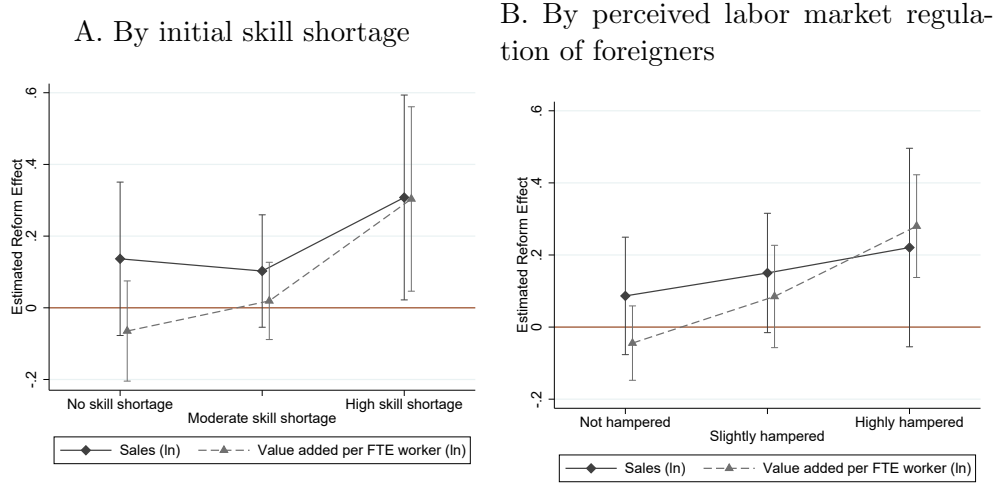 A. By initial skill shortage
Estimated Reform Effect
.6
.4
.2
0
-.2
No skill shortage
Moderate skill shortage
High skill shortage
Sales (ln)
Value added per FTE worker (ln)
B. By perceived labor market regula-
tion of foreigners
Estimated Reform Effect
.6
.4
.2
0
-.2
Not hampered
Slightly hampered
Highly hampered
Sales (ln)
Value added per FTE worker (ln)